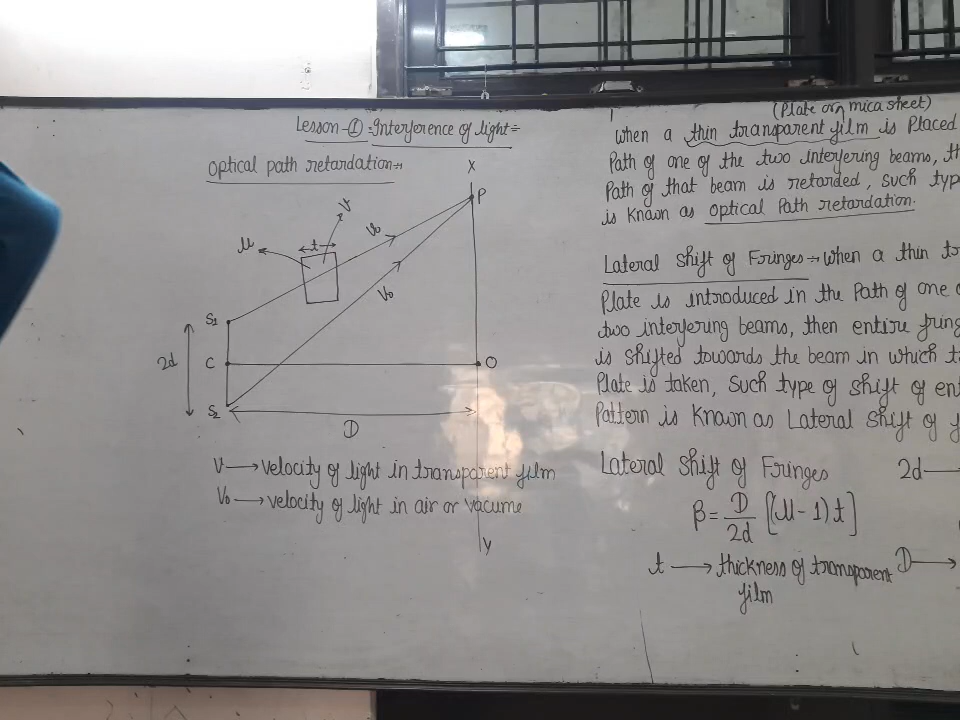 Lesson-① :- Interference of light :-
Optical path retardation :-
X
P
V
V₀
t
μ
V₀
S₁
2d
C
O
S₂
D
V → velocity of light in transparent film
V₀ → velocity of light in air or vacume
Y
(Plate or mica sheet)
When a thin transparent film is Placed
Path of one of the two interfering beams, th
Path of that beam is retarded, such typ
is Known as Optical Path retardation.
Lateral Shift of Fringes → When a thin tr
Plate is introduced in the Path of one o
two interfering beams, then entire fring
is shifted towards the beam in which t
Plate is taken, Such type of shift of ent
Pattern is Known as Lateral Shift of f
Lateral Shift of Fringes
2d →
β = D/2d [(μ-1)t]
t → thickness of transparent film
D →